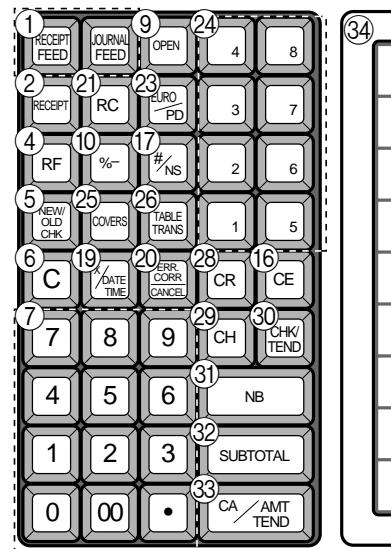 1 9 24 34
RECEIPT FEED JOURNAL FEED OPEN 4 8
2 21 23
RECEIPT RC EURO/PD 3 7
4 10 17
RF %− #/NS 2 6
5 25 26
NEW/ OLD CHK COVERS TABLE TRANS 1 5
6 19 20 28 16
C X/DATE TIME ERR. CORR CANCEL CR CE
7 29 30
7 8 9 CH CHK/ TEND
31
4 5 6 NB
32
1 2 3 SUBTOTAL
33
0 00 • CA/AMT TEND